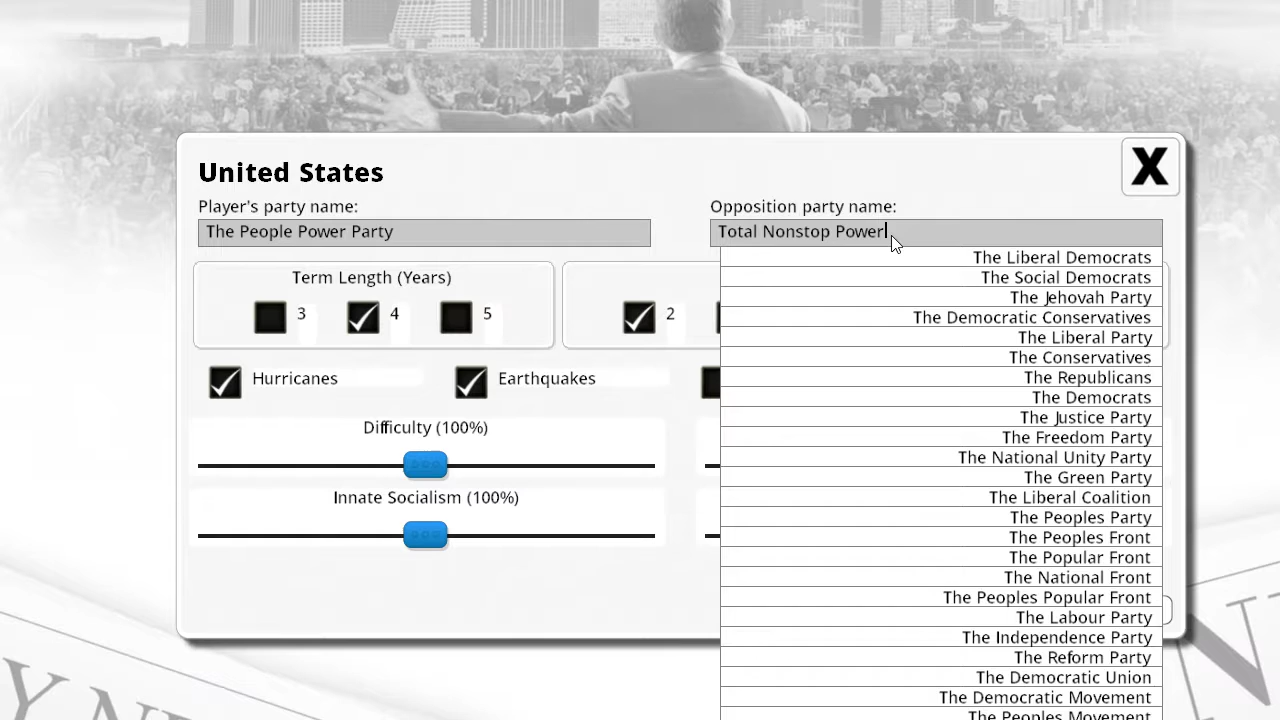 United States
X
Player's party name:
The People Power Party
Opposition party name:
Total Nonstop Power
Term Length (Years)
3
4
5
2
Hurricanes
Earthquakes
Difficulty (100%)
Innate Socialism (100%)
The Liberal Democrats
The Social Democrats
The Jehovah Party
The Democratic Conservatives
The Liberal Party
The Conservatives
The Republicans
The Democrats
The Justice Party
The Freedom Party
The National Unity Party
The Green Party
The Liberal Coalition
The Peoples Party
The Peoples Front
The Popular Front
The National Front
The Peoples Popular Front
The Labour Party
The Independence Party
The Reform Party
The Democratic Union
The Democratic Movement
The Peoples Movement